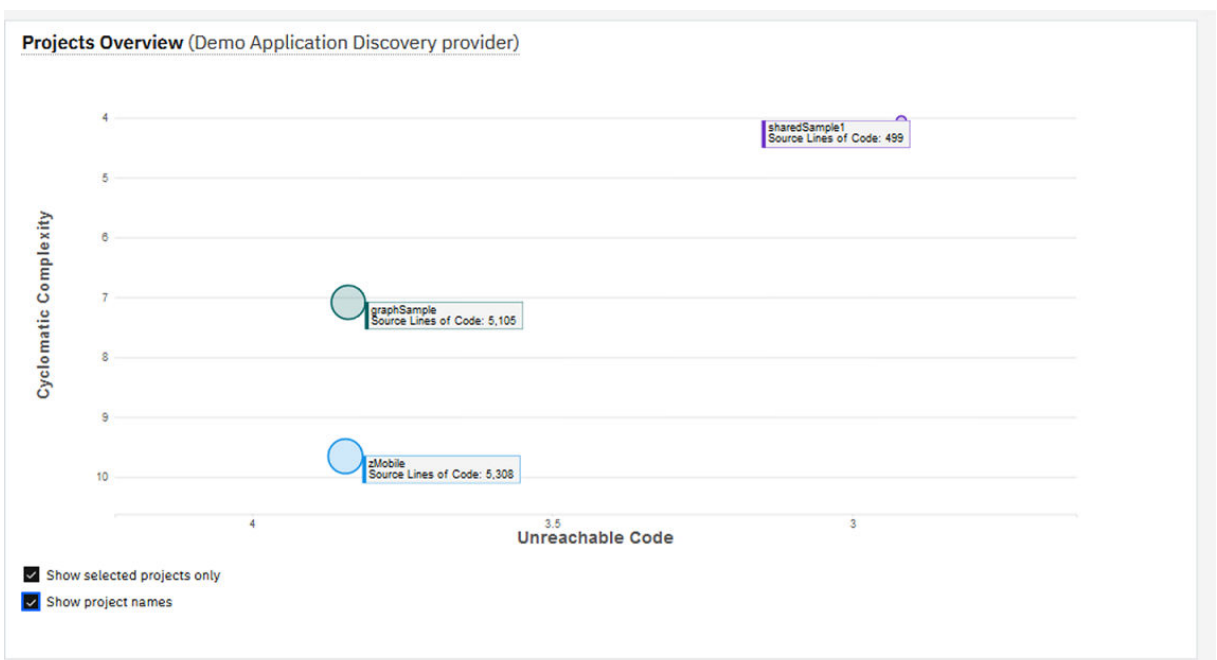 Projects Overview (Demo Application Discovery provider)
4
sharedSample1
Source Lines of Code: 499
5
6
Cyclomatic Complexity
7
graphSample
Source Lines of Code: 5,105
8
9
zMobile
Source Lines of Code: 5,308
10
4
3.5
3
Unreachable Code
Show selected projects only
Show project names